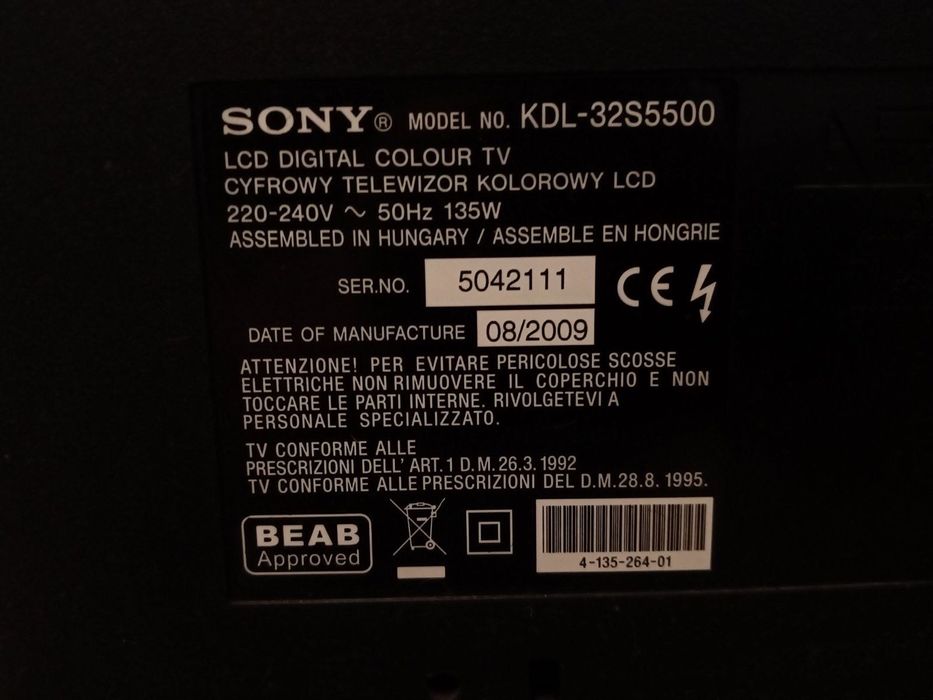 SONY® MODEL NO. KDL-32S5500
LCD DIGITAL COLOUR TV
CYFROWY TELEWIZOR KOLOROWY LCD
220-240V ~ 50Hz 135W
ASSEMBLED IN HUNGARY / ASSEMBLE EN HONGRIE
SER.NO. 5042111 CE
DATE OF MANUFACTURE 08/2009
ATTENZIONE! PER EVITARE PERICOLOSE SCOSSE
ELETTRICHE NON RIMUOVERE IL COPERCHIO E NON
TOCCARE LE PARTI INTERNE. RIVOLGETEVI A
PERSONALE SPECIALIZZATO.
TV CONFORME ALLE
PRESCRIZIONI DELL' ART. 1 D.M. 26.3. 1992
TV CONFORME ALLE PRESCRIZIONI DEL D.M. 28.8. 1995.
BEAB
Approved
4-135-264-01